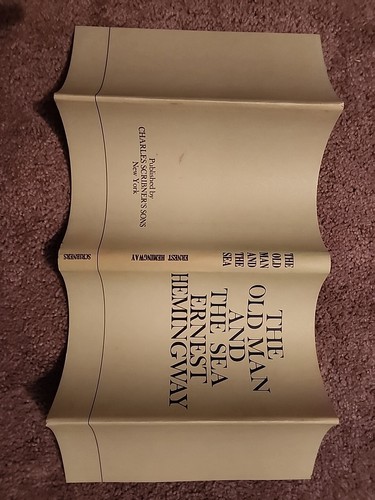 Published by
CHARLES SCRIBNER'S SONS
New York
THE
OLD
MAN
AND
THE
SEA
ERNEST HEMINGWAY
SCRIBNERS
THE
OLD MAN
AND
THE SEA
ERNEST
HEMINGWAY